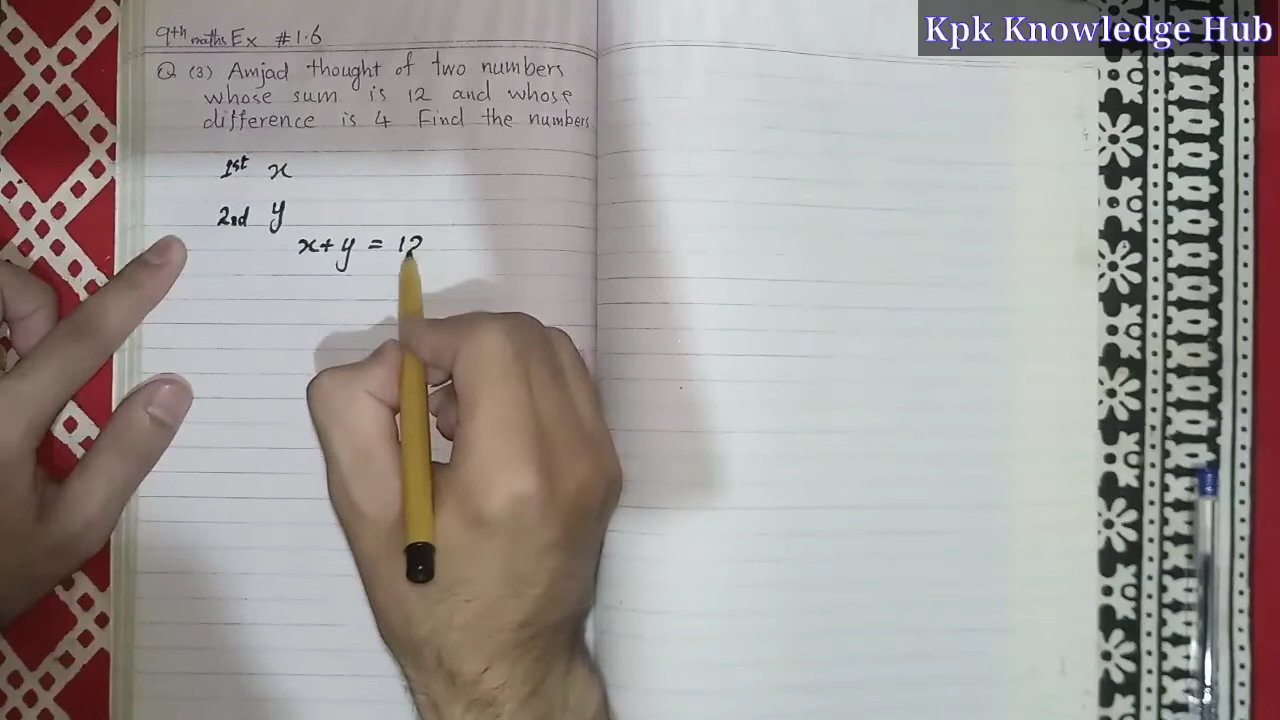 Kpk Knowledge Hub
9th maths Ex # 1.6
Q (3) Amjad thought of two numbers
whose sum is 12 and whose
difference is 4 Find the numbers
1st x
2nd y
x+y = 12